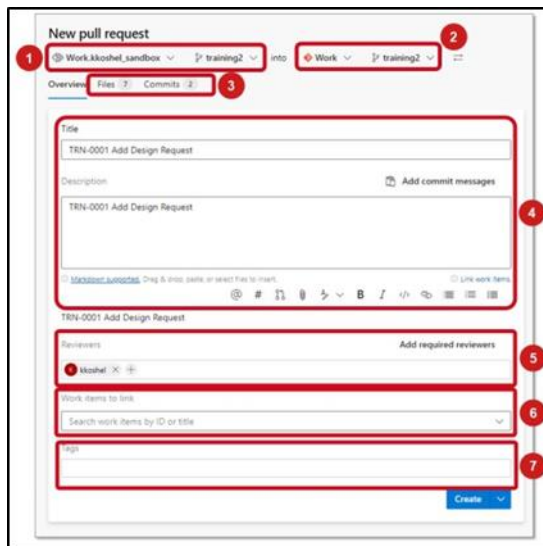 New pull request
1 Work.kkoshel_sandbox training2 into Work training2 2
Overview Files 7 Commits 2 3
Title
TRN-0001 Add Design Request
Description Add commit messages
TRN-0001 Add Design Request
4
Markdown supported. Drag & drop, paste, or select files to insert. Link work items.
@ # B I </>
TRN-0001 Add Design Request
Reviewers Add required reviewers
5
kkoshel
Work items to link
6
Search work items by ID or title
Tags
7
Create